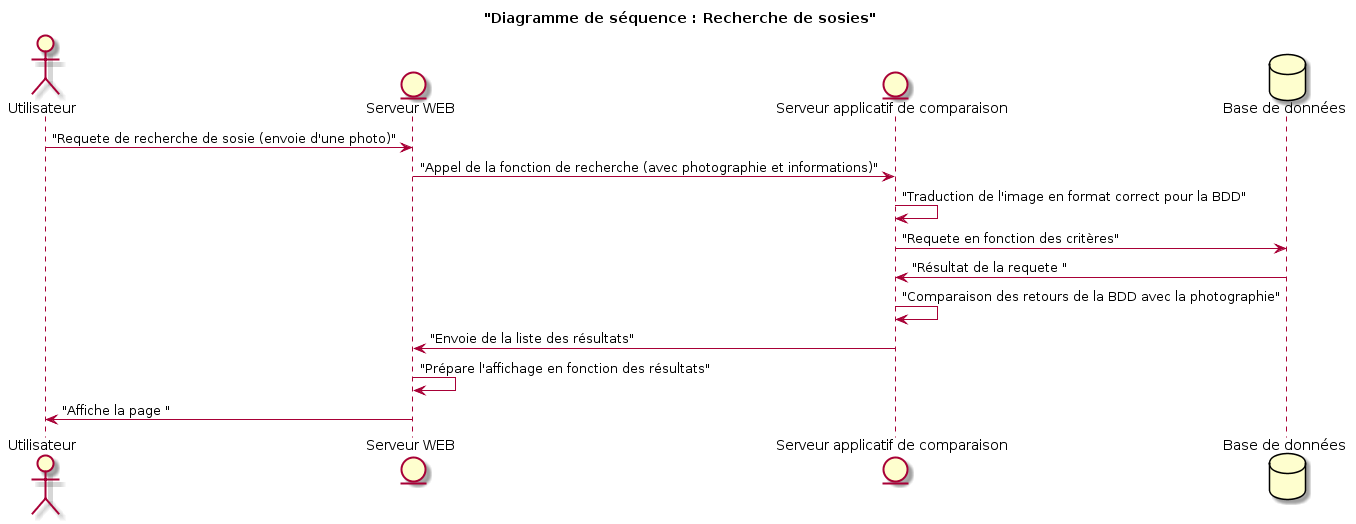 "Diagramme de séquence : Recherche de sosies"
Utilisateur
Serveur WEB
Serveur applicatif de comparaison
Base de données
"Requete de recherche de sosie (envoie d'une photo)"
"Appel de la fonction de recherche (avec photographie et informations)"
"Traduction de l'image en format correct pour la BDD"
"Requete en fonction des critères"
"Résultat de la requete "
"Comparaison des retours de la BDD avec la photographie"
"Envoie de la liste des résultats"
"Prépare l'affichage en fonction des résultats"
"Affiche la page "
Utilisateur
Serveur WEB
Serveur applicatif de comparaison
Base de données